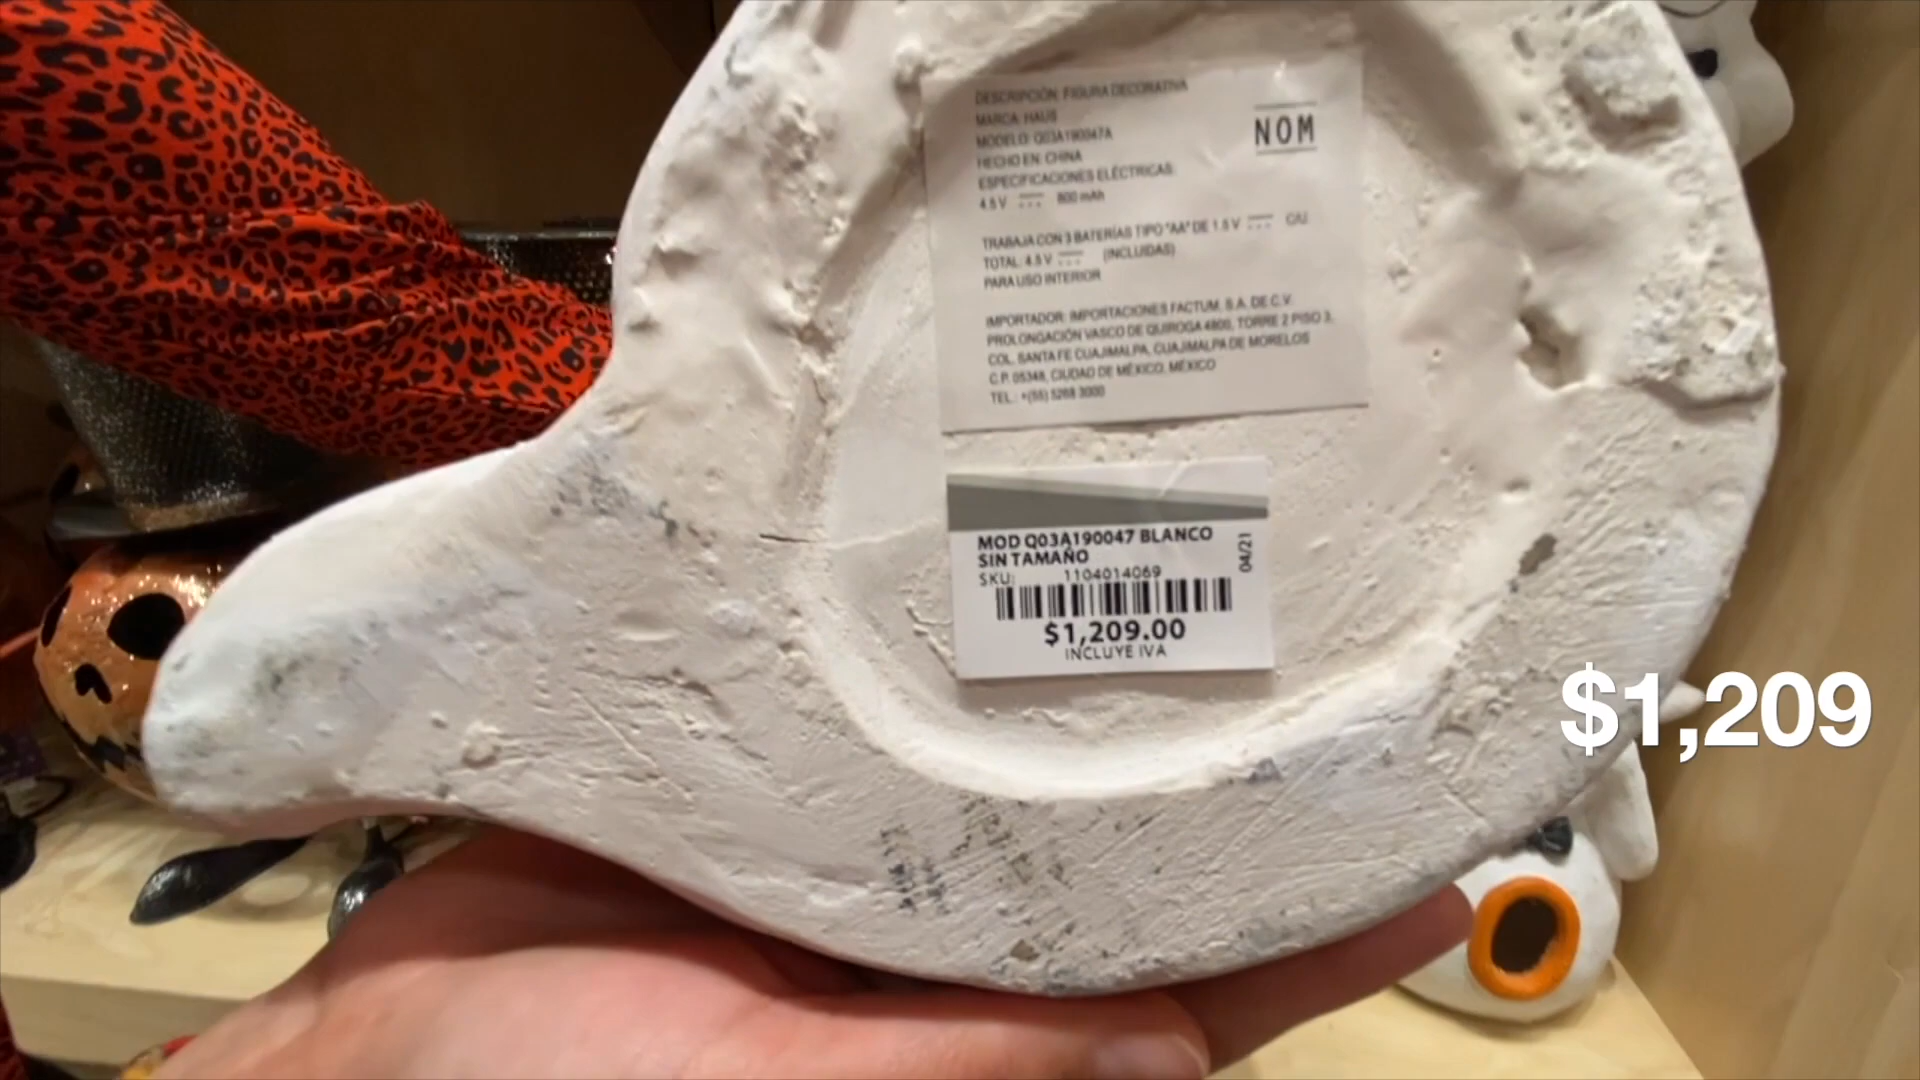 DESCRIPCIÓN: FIGURA DECORATIVA
MARCA: HAUS
MODELO: Q03A190047A
HECHO EN: CHINA
ESPECIFICACIONES ELÉCTRICAS:
4.5 V 800 mAh
NOM
TRABAJA CON 3 BATERÍAS TIPO "AA" DE 1.5 V C/U
TOTAL: 4.5 V (INCLUIDAS)
PARA USO INTERIOR
IMPORTADOR: IMPORTACIONES FACTUM, S.A. DE C.V.
PROLONGACIÓN VASCO DE QUIROGA 4800, TORRE 2 PISO 3,
COL. SANTA FE CUAJIMALPA, CUAJIMALPA DE MORELOS
C.P. 05348, CIUDAD DE MÉXICO, MÉXICO
TEL.: +(55) 5268 3000
MOD Q03A190047 BLANCO
SIN TAMAÑO
SKU: 1104014069
04/21
$1,209.00
INCLUYE IVA
$1,209